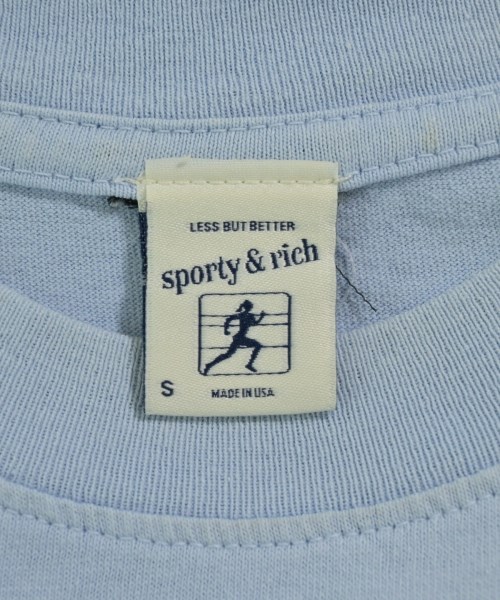 LESS BUT BETTER
sporty & rich
S
MADE IN USA